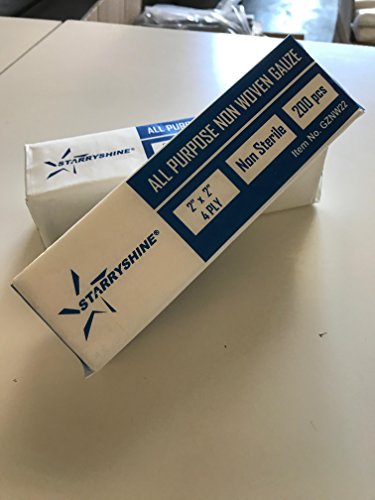 ALL PURPOSE NON WOVEN GAUZE
2" x 2"
4 PLY
Non Sterile
200 pcs
Item No. GZNW22
STARRYSHINE®
ALL PURPOSE
STARRYSHINE®